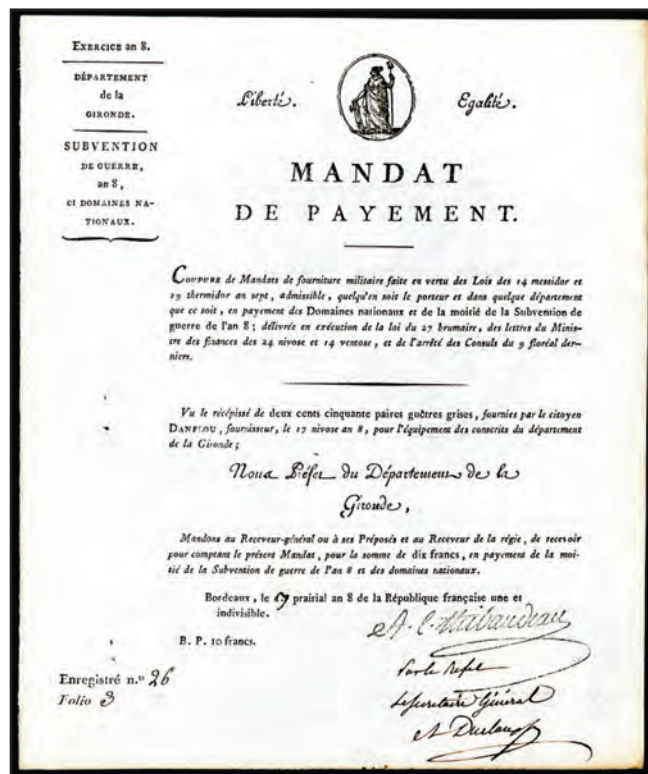 Exercice an 8.
DÉPARTEMENT
de la
GIRONDE.
SUBVENTION
DE GUERRE,
an 8,
ci DOMAINES NA-
TIONAUX.
Liberté. Egalité.
MANDAT
DE PAYEMENT.
COUPURE de Mandats de fourniture militaire faite en vertu des Lois des 14 messidor et
19 thermidor an sept, admissible, quelqu'en soit le porteur et dans quelque département
que ce soit, en payement des Domaines nationaux et de la moitié de la Subvention de
guerre de l'an 8; délivrée en exécution de la loi du 27 brumaire, des lettres du Minis-
tre des finances des 24 nivose et 14 ventose, et de l'arrêté des Consuls du 9 floréal der-
niers.
Vu le récépissé de deux cents cinquante paires guêtres grises, fournies par le citoyen
DANFLOU, fournisseur, le 17 nivose an 8, pour l'équipement des conscrits du département
de la Gironde;
Nous Préfet du Département de la
Gironde,
Mandons au Receveur-général ou à ses Préposés et au Receveur de la régie, de recevoir
pour comptant le présent Mandat, pour la somme de dix francs, en payement de la moi-
tié de la Subvention de guerre de l'an 8 et des domaines nationaux.
Bordeaux, le prairial an 8 de la République française une et
indivisible.
A. C. Thibaudeau
B. P. 10 francs.
Par le Préfet
Enregistré n.º 26
Le Secrétaire Général
Folio 3